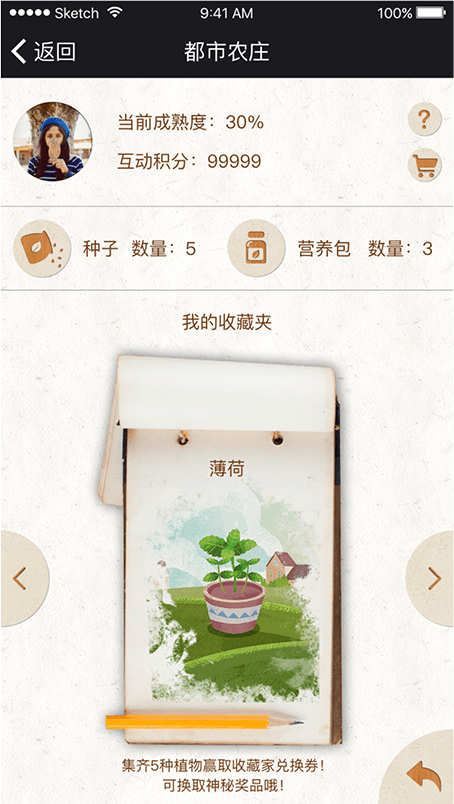 Sketch 9:41 AM 100%
返回 都市农庄
当前成熟度：30%
?
互动积分：99999
种子 数量：5 营养包 数量：3
我的收藏夹
薄荷
集齐5种植物赢取收藏家兑换券！
可换取神秘奖品哦！